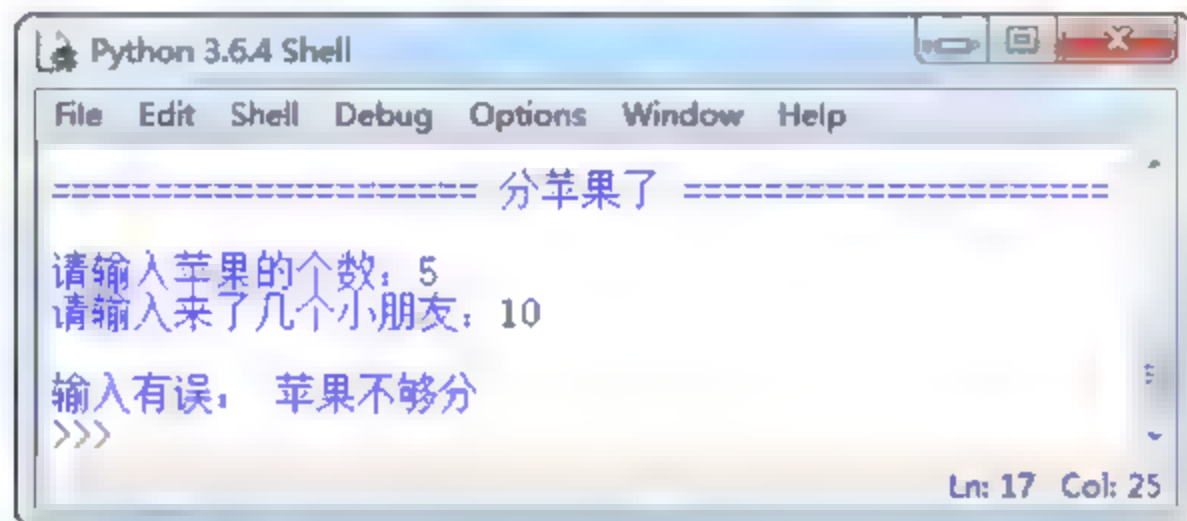 Python 3.6.4 Shell
File Edit Shell Debug Options Window Help
===================== 分苹果了 =====================
请输入苹果的个数：5
请输入来了几个小朋友：10
输入有误： 苹果不够分
>>>
Ln: 17 Col: 25